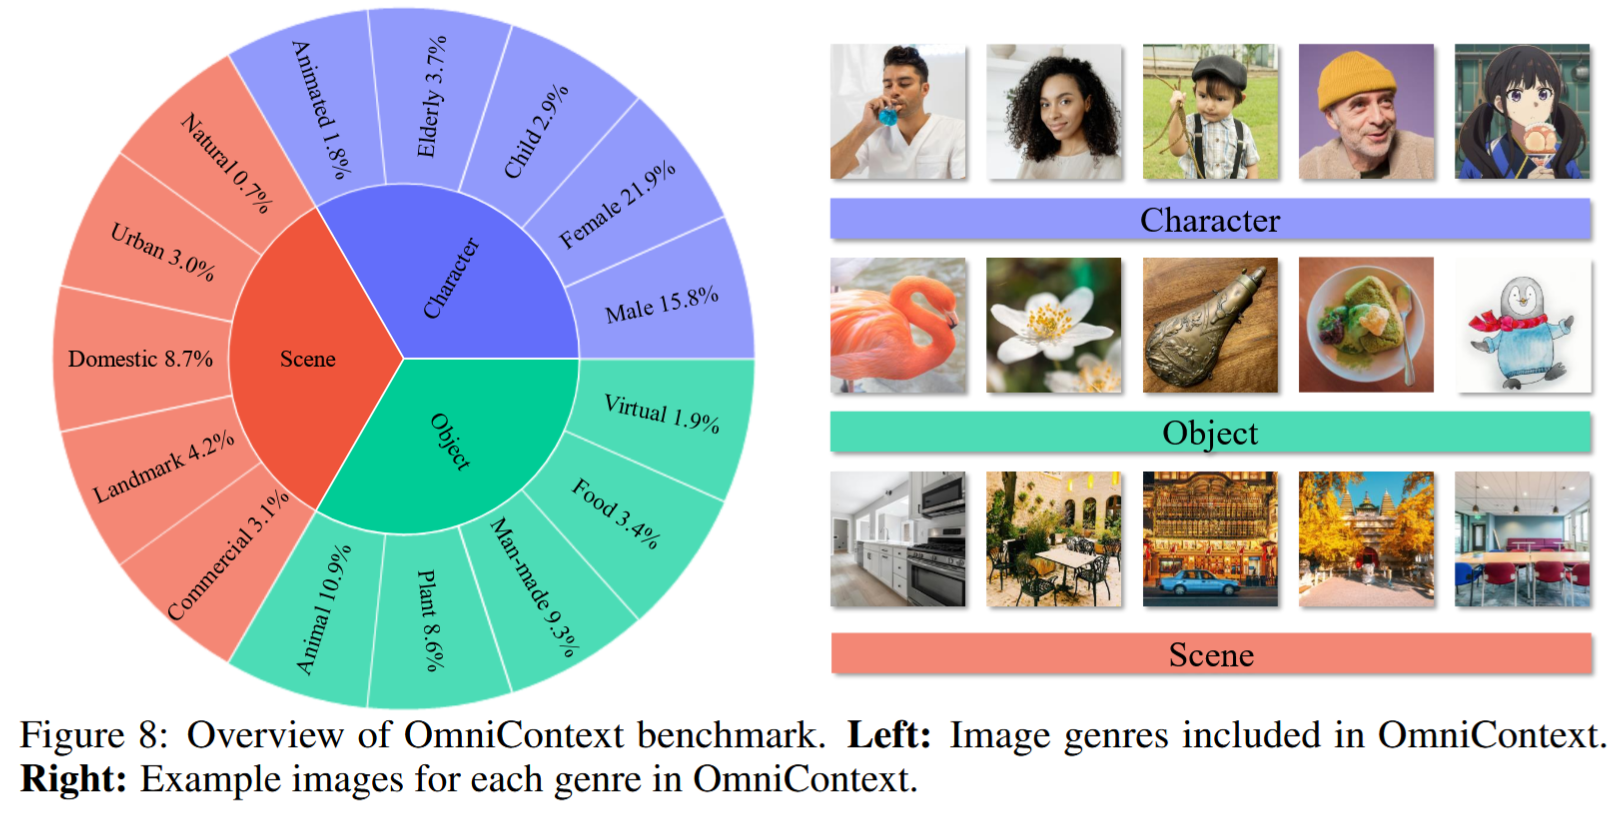 Animated 1.8%
Elderly 3.7%
Child 2.9%
Female 21.9%
Male 15.8%
Character
Natural 0.7%
Urban 3.0%
Domestic 8.7%
Landmark 4.2%
Commercial 3.1%
Scene
Object
Virtual 1.9%
Food 3.4%
Man-made 9.3%
Plant 8.6%
Animal 10.9%
Character
Object
Scene
Figure 8: Overview of OmniContext benchmark. Left: Image genres included in OmniContext.
Right: Example images for each genre in OmniContext.